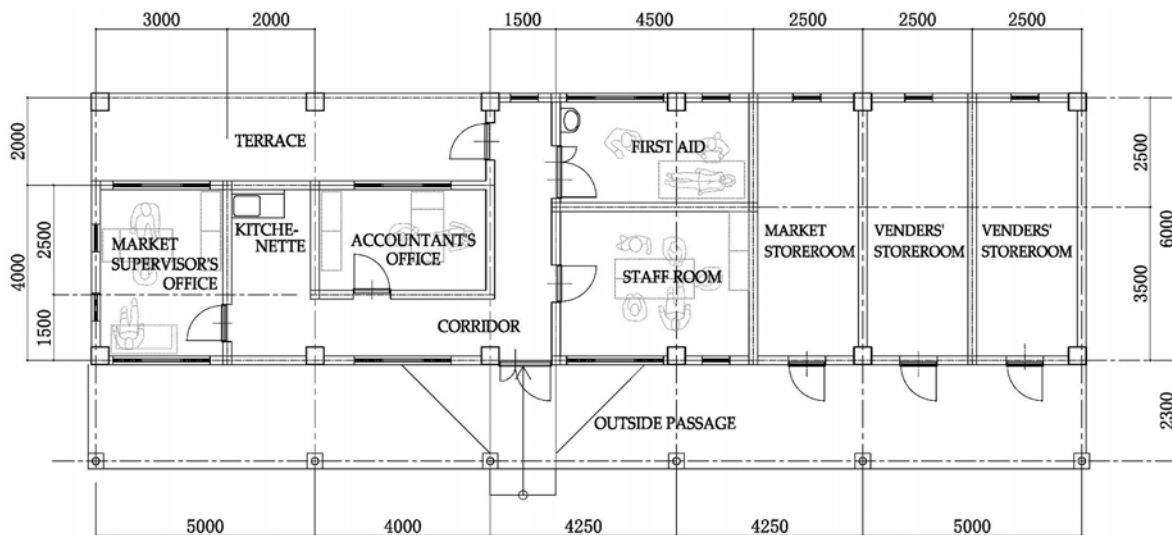 3000
2000
1500
4500
2500
2500
2500
2000
4000
2500
1500
TERRACE
MARKET
SUPERVISOR'S
OFFICE
KITCHE-
NETTE
ACCOUNTANT'S
OFFICE
CORRIDOR
FIRST AID
STAFF ROOM
MARKET
STOREROOM
VENDERS'
STOREROOM
VENDERS'
STOREROOM
2500
6000
3500
2300
OUTSIDE PASSAGE
5000
4000
4250
4250
5000